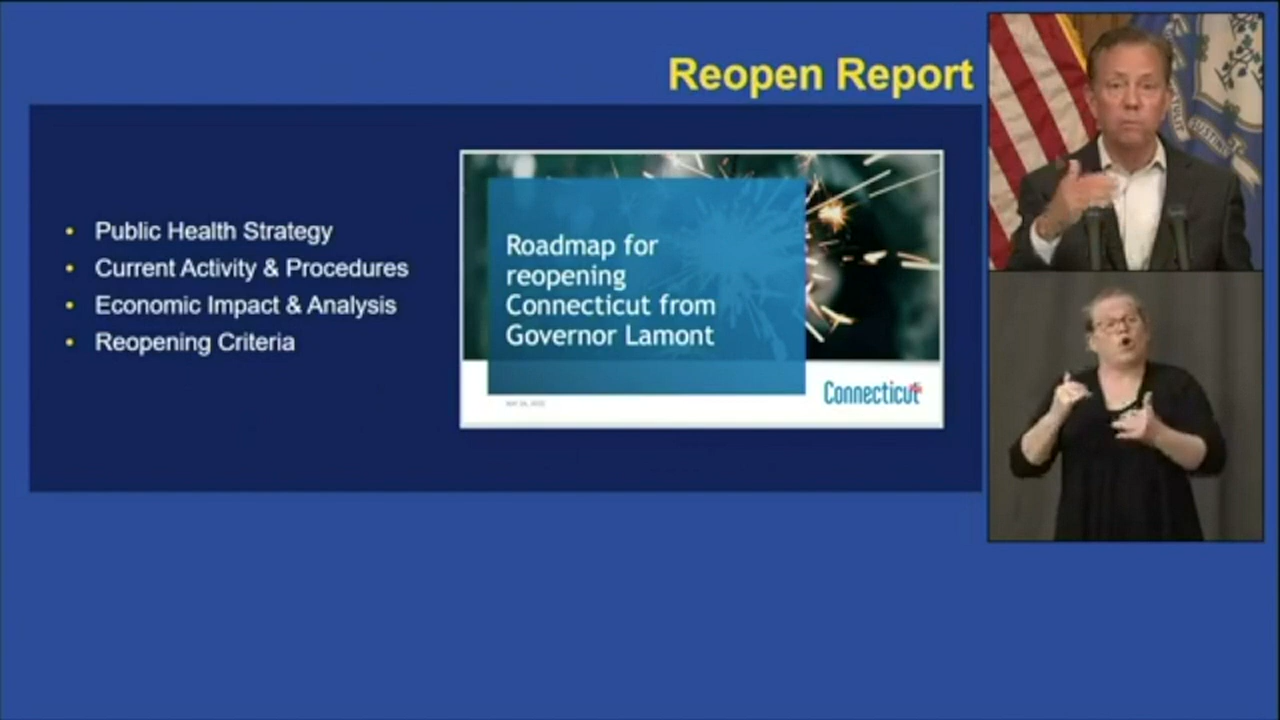 Reopen Report
• Public Health Strategy
• Current Activity & Procedures
• Economic Impact & Analysis
• Reopening Criteria
Roadmap for
reopening
Connecticut from
Governor Lamont
Connecticut